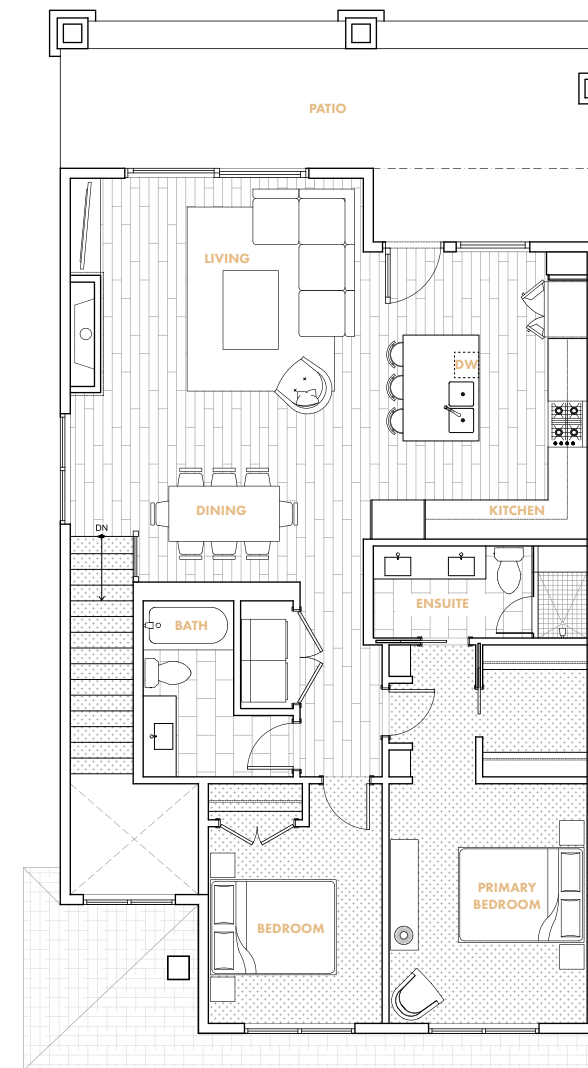 PATIO
LIVING
DW
DINING
KITCHEN
DN
ENSUITE
BATH
PRIMARY
BEDROOM
BEDROOM